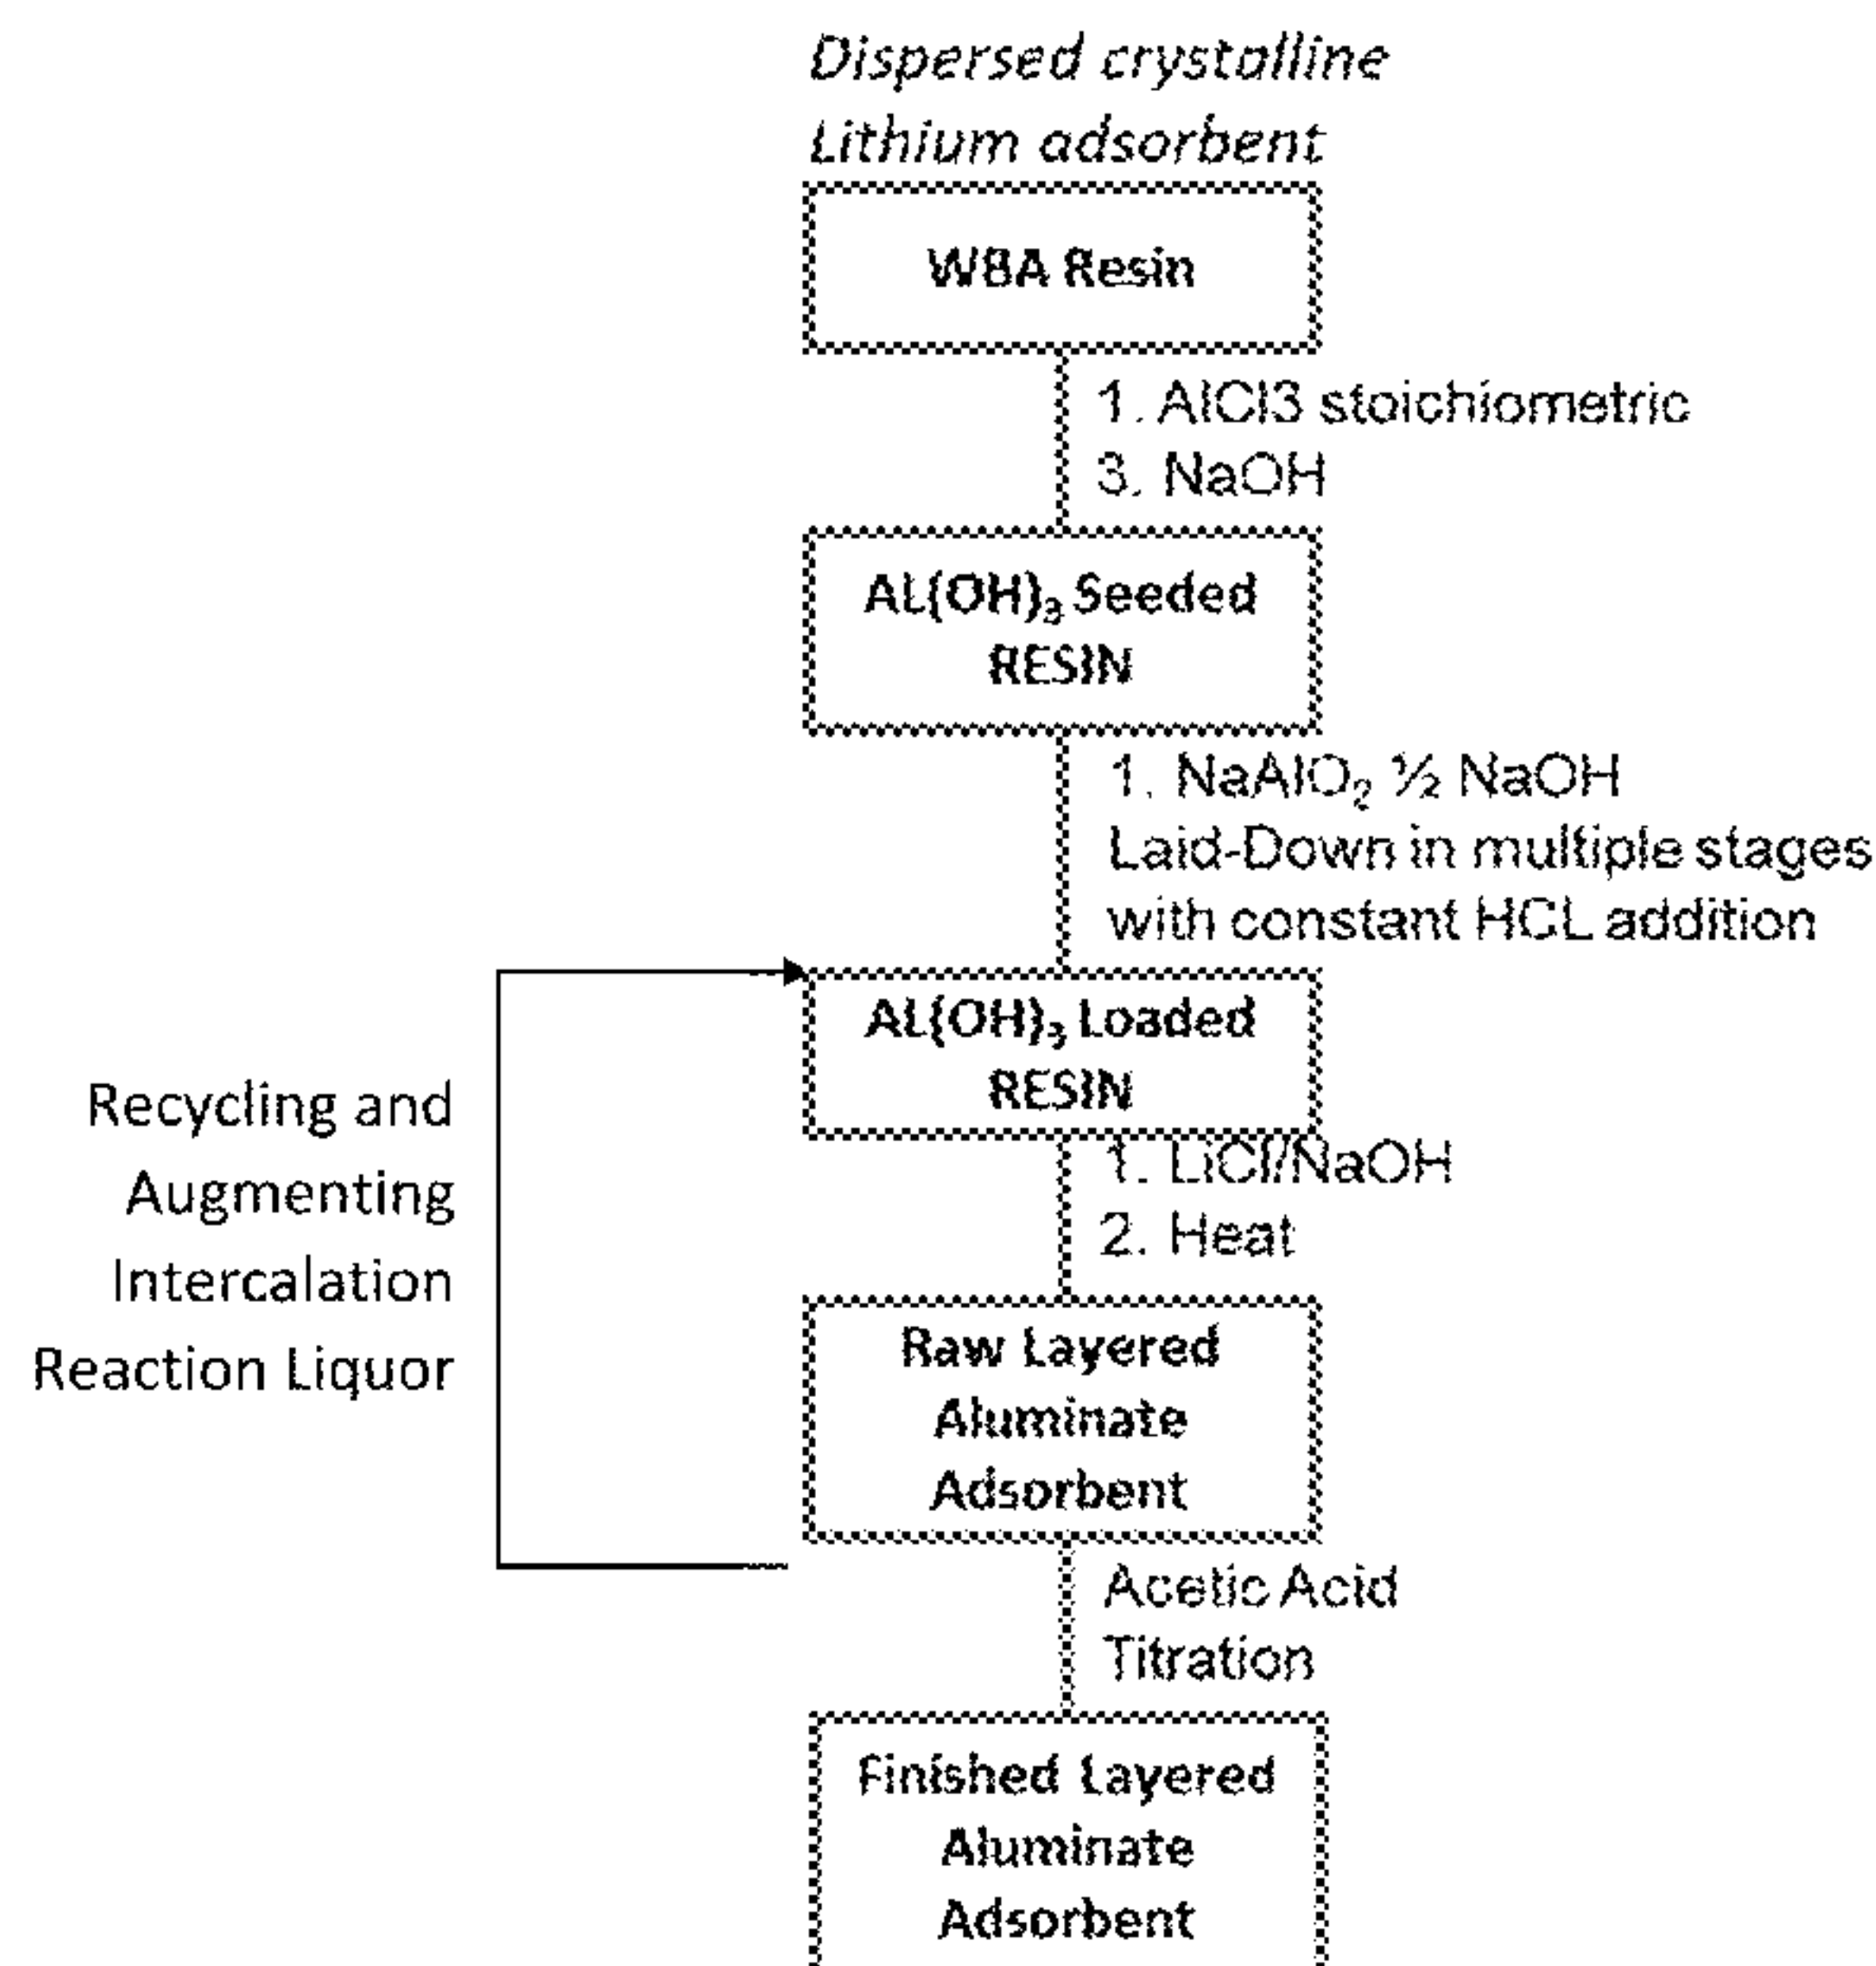 Dispersed crystalline
Lithium adsorbent
WBA Resin
1. AlCl3 stoichiometric
3. NaOH
AL(OH)₃ Seeded
RESIN
1. NaAlO₂ ½ NaOH
Laid-Down in multiple stages
with constant HCL addition
AL(OH)₃ Loaded
RESIN
1. LiCl/NaOH
2. Heat
Recycling and
Augmenting
Intercalation
Reaction Liquor
Raw Layered
Aluminate
Adsorbent
Acetic Acid
Titration
Finished Layered
Aluminate
Adsorbent